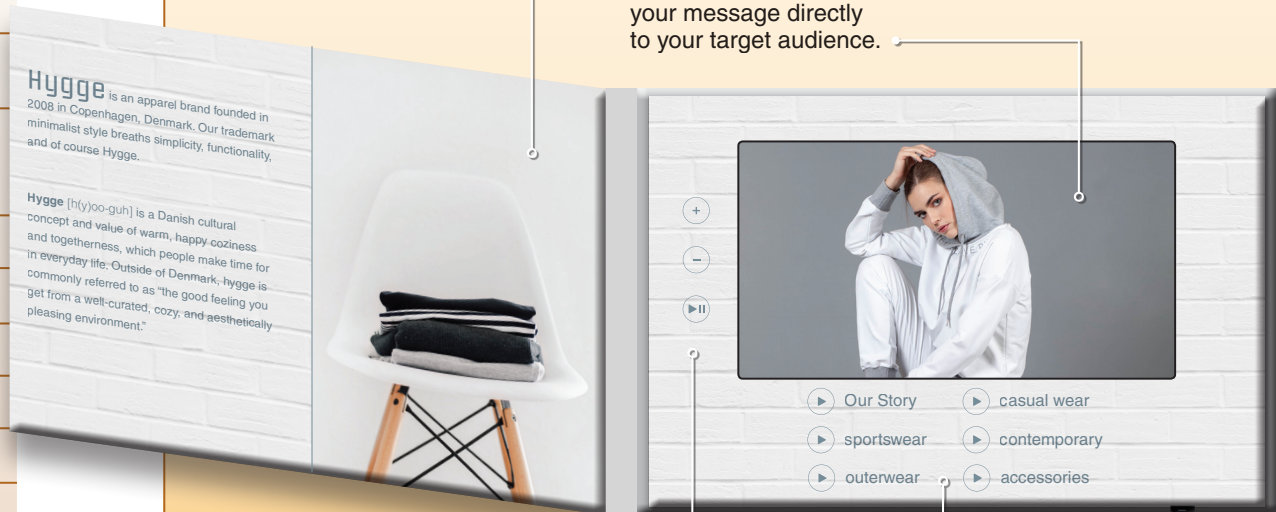 your message directly
to your target audience.
Hygge is an apparel brand founded in
2008 in Copenhagen, Denmark. Our trademark
minimalist style breaths simplicity, functionality,
and of course Hygge.
Hygge [h(y)oo-guh] is a Danish cultural
concept and value of warm, happy coziness
and togetherness, which people make time for
in everyday life. Outside of Denmark, hygge is
commonly referred to as “the good feeling you
get from a well-curated, cozy, and aesthetically
pleasing environment.”
Our Story
casual wear
sportswear
contemporary
outerwear
accessories